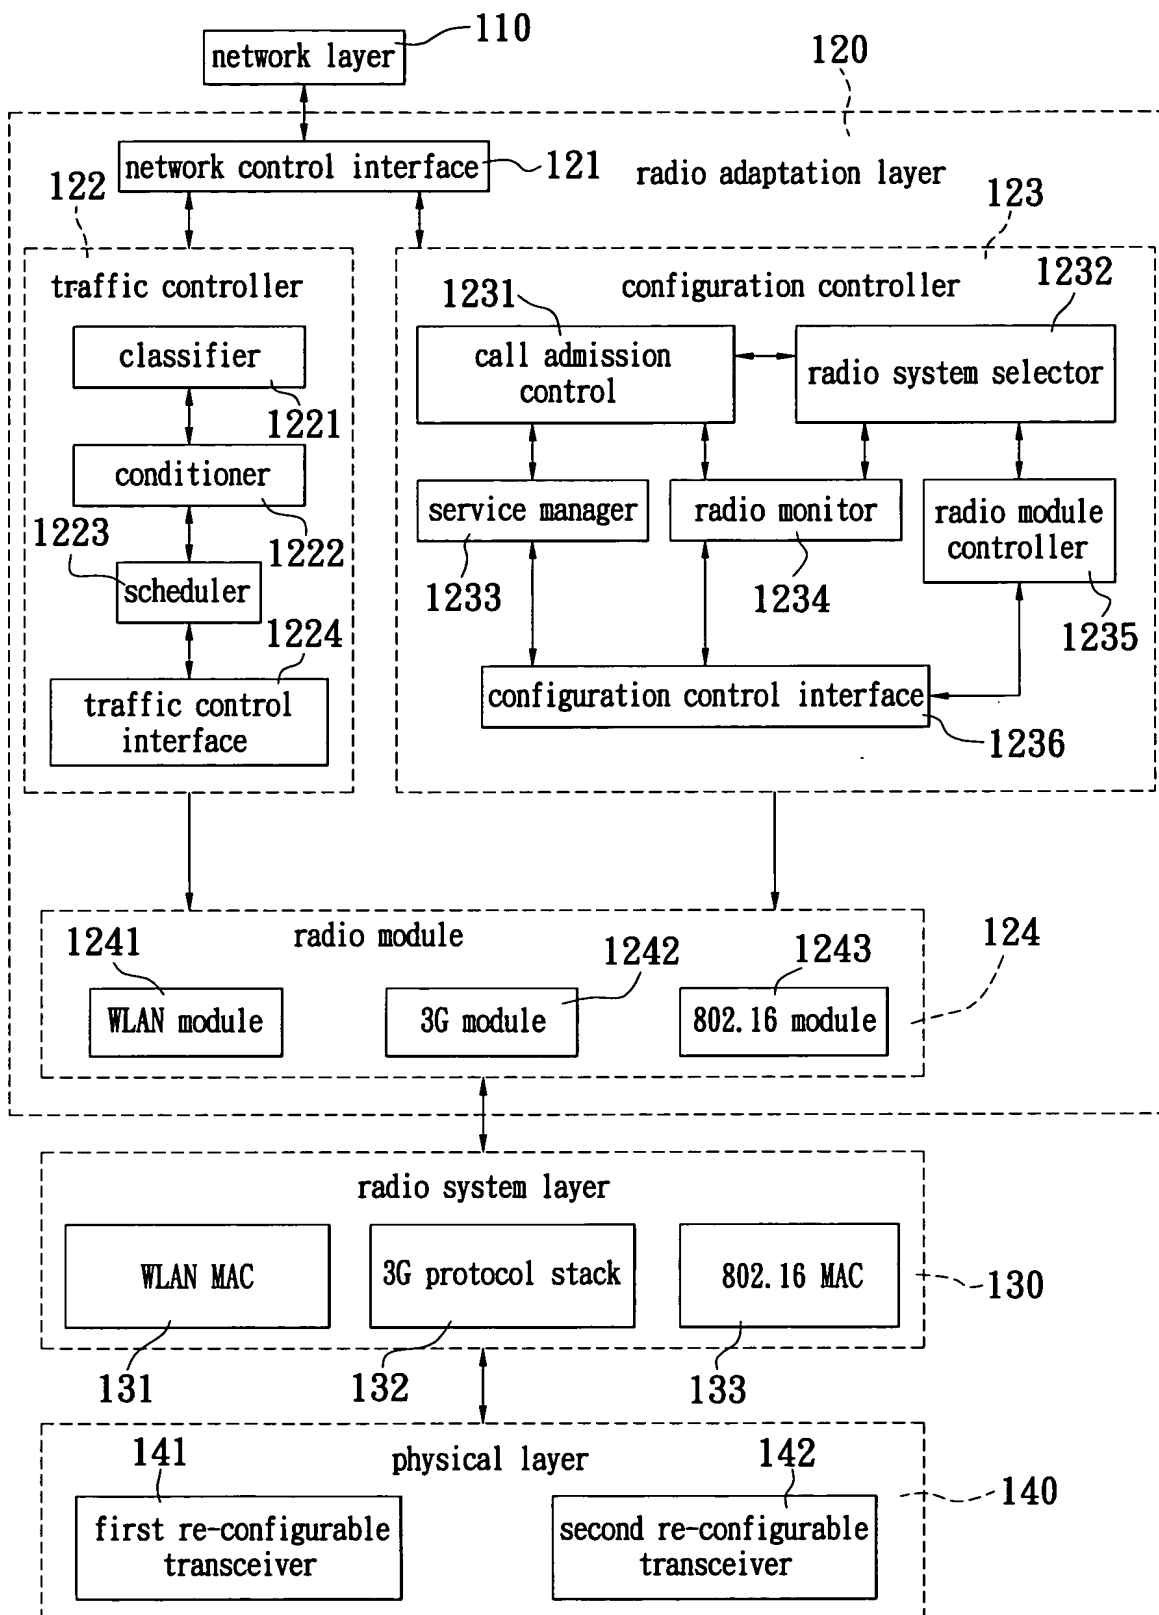 110
network layer
120
network control interface
121
radio adaptation layer
122
123
traffic controller
configuration controller
1231
1232
classifier
1221
call admission
control
radio system selector
conditioner
1222
service manager
1233
radio monitor
1234
radio module
controller
1235
1223
scheduler
1224
traffic control
interface
configuration control interface
1236
radio module
124
1241
1242
1243
WLAN module
3G module
802.16 module
radio system layer
WLAN MAC
3G protocol stack
802.16 MAC
130
131
132
133
physical layer
141
142
140
first re-configurable
transceiver
second re-configurable
transceiver